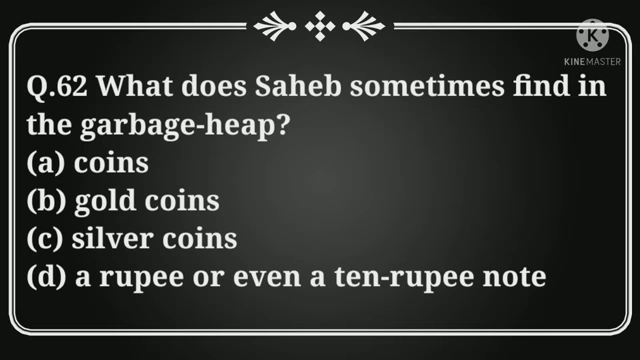 K
KINEMASTER
Q.62 What does Saheb sometimes find in
the garbage-heap?
(a) coins
(b) gold coins
(c) silver coins
(d) a rupee or even a ten-rupee note